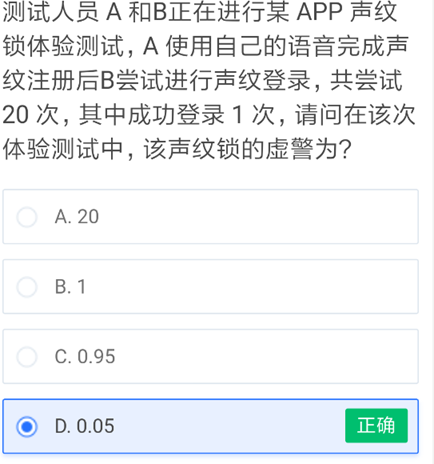 测试人员 A 和B正在进行某 APP 声纹
锁体验测试，A 使用自己的语音完成声
纹注册后B尝试进行声纹登录，共尝试
20 次，其中成功登录 1 次，请问在该次
体验测试中，该声纹锁的虚警为?
A. 20
B. 1
C. 0.95
D. 0.05
正确